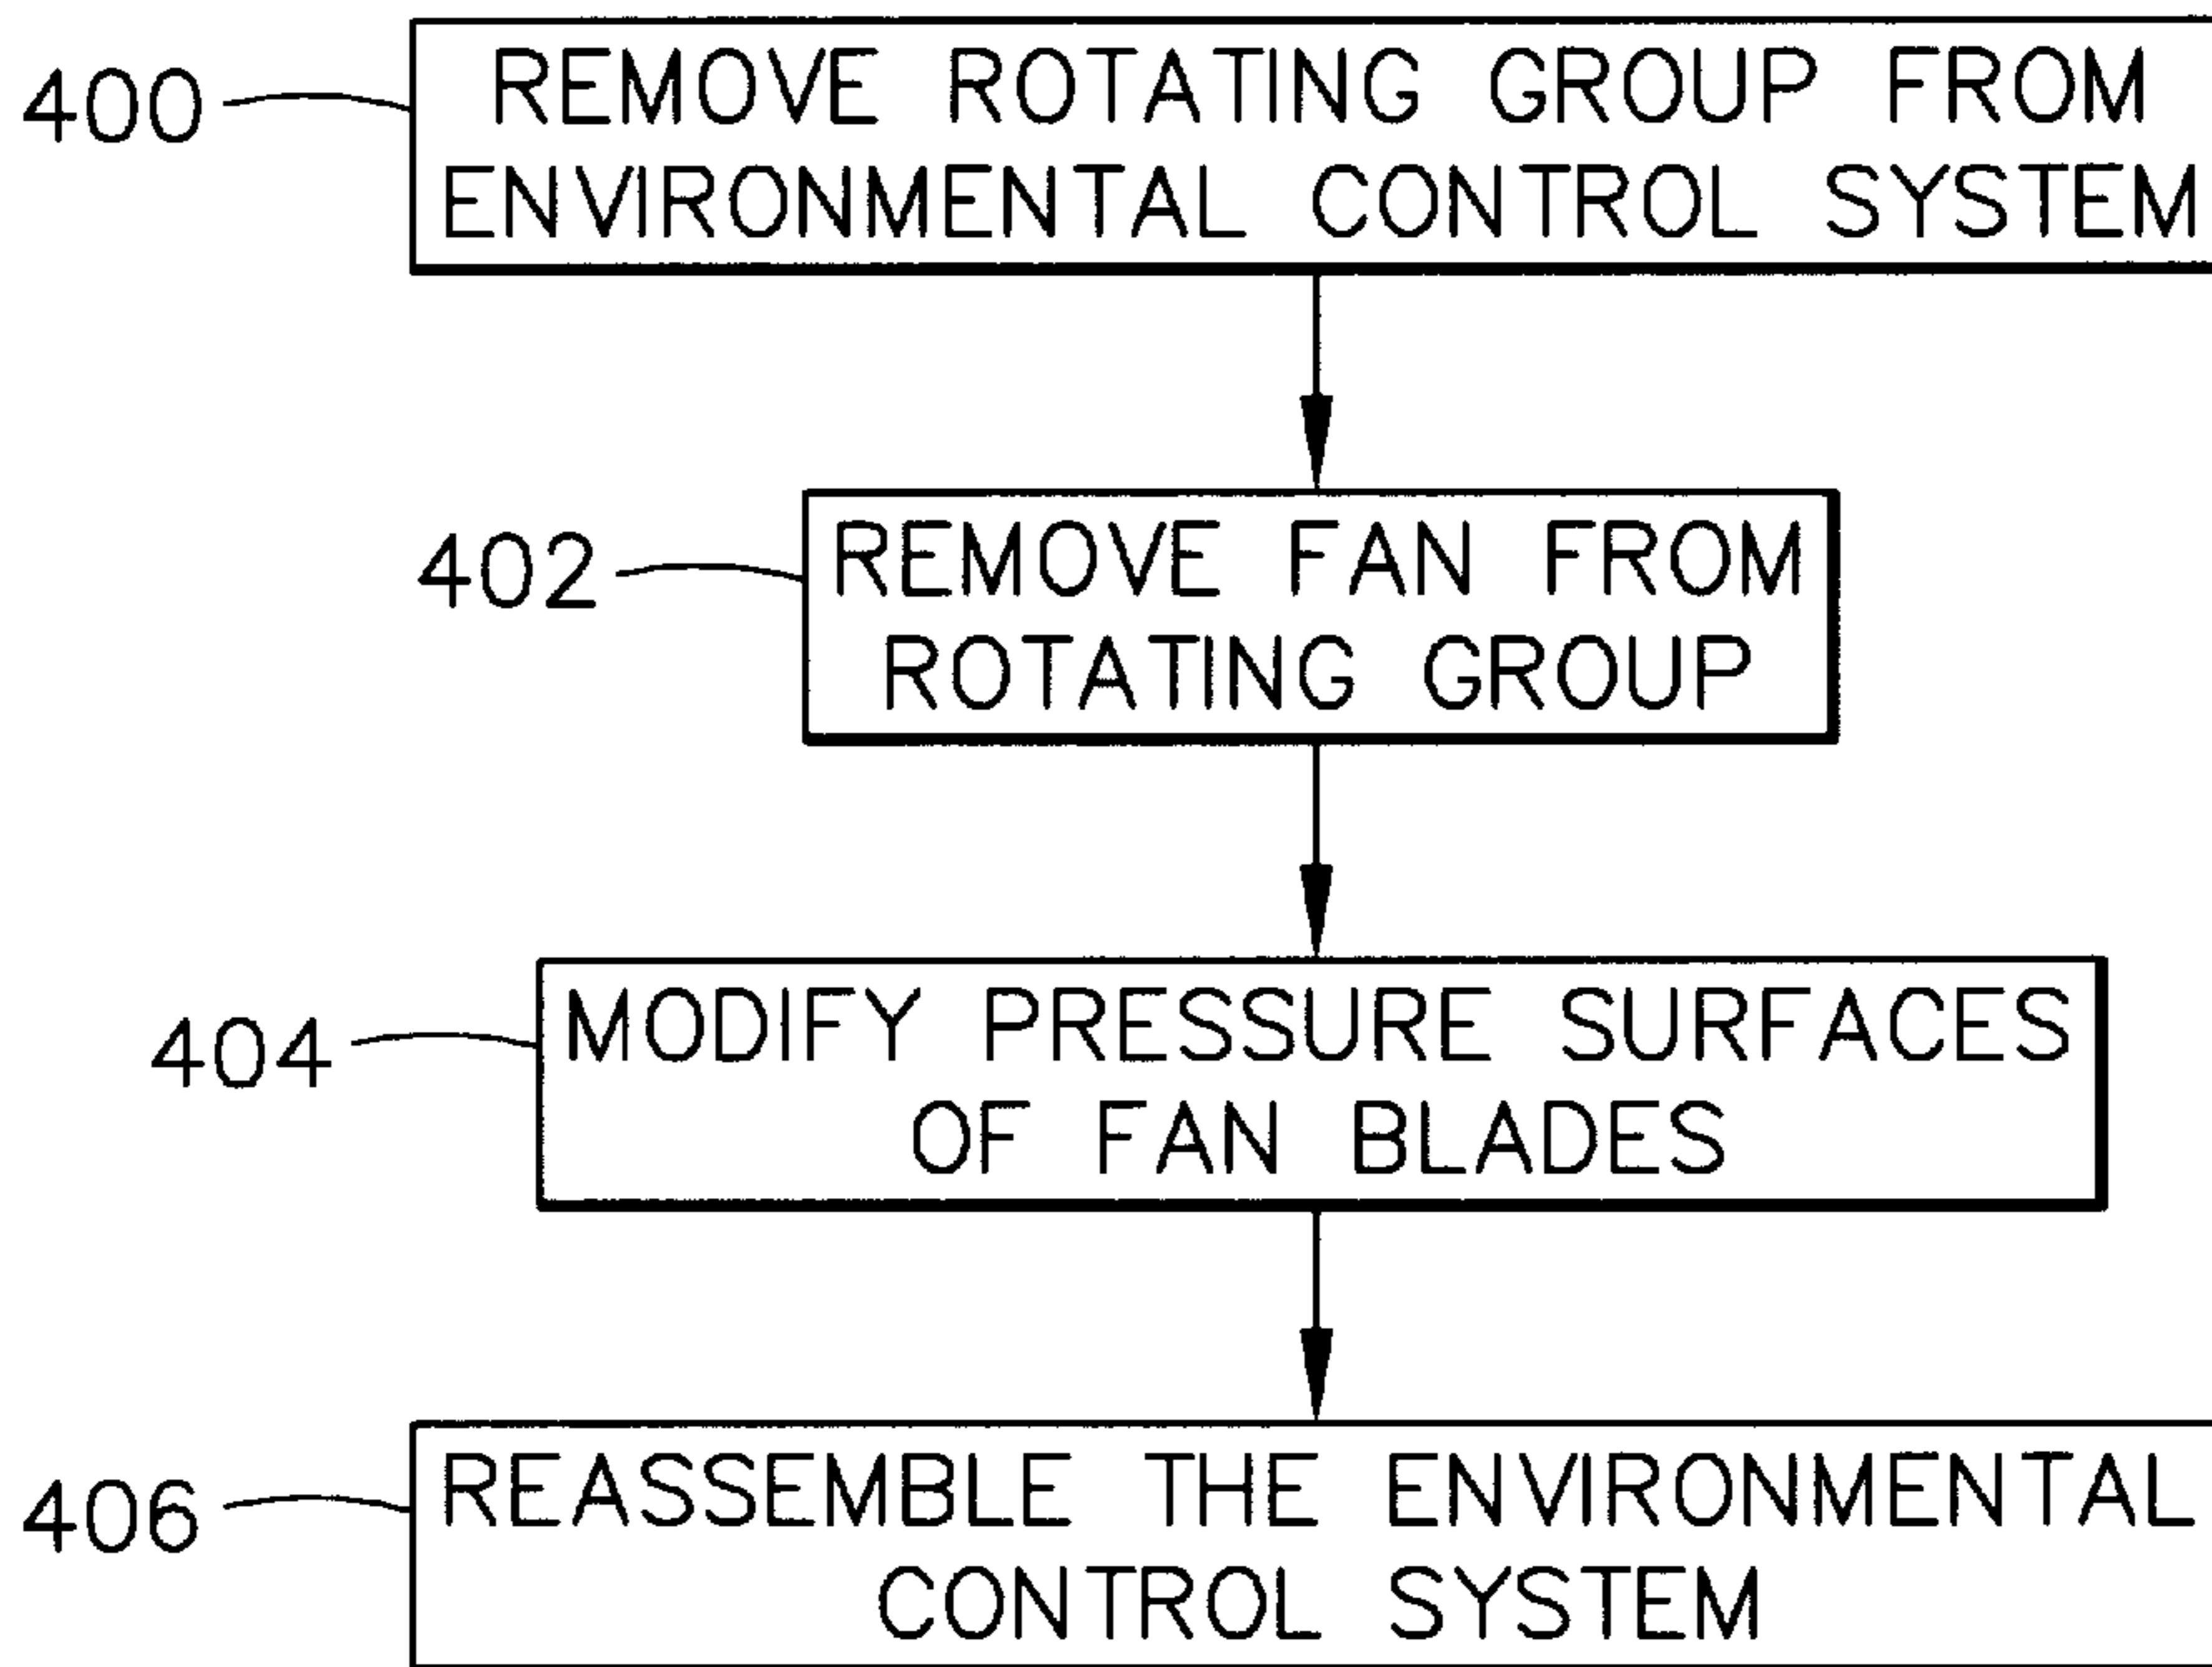 400
REMOVE ROTATING GROUP FROM
ENVIRONMENTAL CONTROL SYSTEM
402
REMOVE FAN FROM
ROTATING GROUP
404
MODIFY PRESSURE SURFACES
OF FAN BLADES
406
REASSEMBLE THE ENVIRONMENTAL
CONTROL SYSTEM